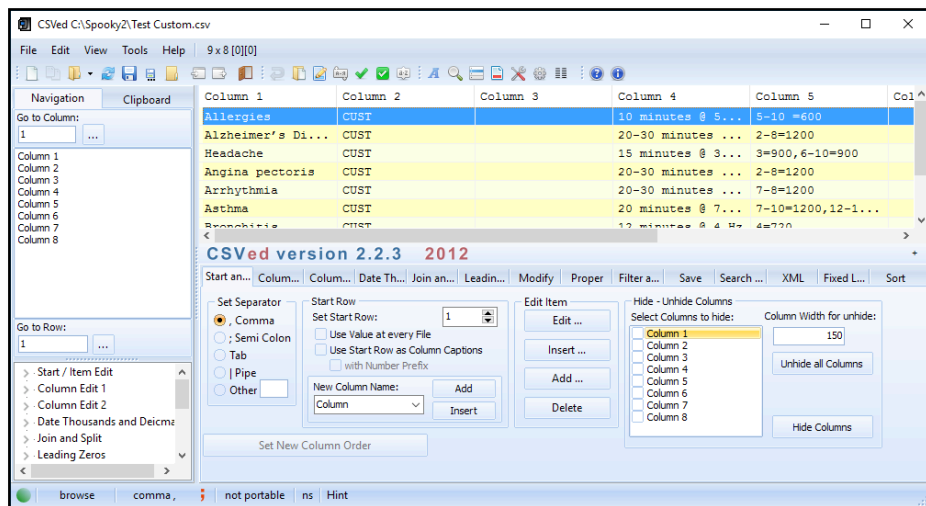 CSVed C:\Spooky2\Test Custom.csv
File Edit View Tools Help 9 x 8 [0][0]
Navigation Clipboard
Go to Column:
1 ...
Column 1
Column 2
Column 3
Column 4
Column 5
Column 6
Column 7
Column 8
Go to Row:
1 ...
Start / Item Edit
Column Edit 1
Column Edit 2
Date Thousands and Deicma
Join and Split
Leading Zeros
Column 1 Column 2 Column 3 Column 4 Column 5 Col
Allergies CUST 10 minutes @ 5... 5-10 =600
Alzheimer's Di... CUST 20-30 minutes ... 2-8=1200
Headache CUST 15 minutes @ 3... 3=900,6-10=900
Angina pectoris CUST 20-30 minutes ... 2-8=1200
Arrhythmia CUST 20-30 minutes ... 7-8=1200
Asthma CUST 20 minutes @ 7... 7-10=1200,12-1...
Bronchitis CUST 12 minutes @ 4 Hz 4=720
CSVed version 2.2.3 2012
Start an... Colum... Colum... Date Th... Join an... Leadin... Modify Proper Filter a... Save Search ... XML Fixed L... Sort
Set Separator
, Comma
; Semi Colon
Tab
| Pipe
Other
Start Row
Set Start Row: 1
Use Value at every File
Use Start Row as Column Captions
with Number Prefix
New Column Name: Add
Column Insert
Edit Item
Edit ...
Insert ...
Add ...
Delete
Hide - Unhide Columns
Select Columns to hide:
Column 1
Column 2
Column 3
Column 4
Column 5
Column 6
Column 7
Column 8
Column Width for unhide:
150
Unhide all Columns
Hide Columns
Set New Column Order
browse comma , ; not portable ns Hint